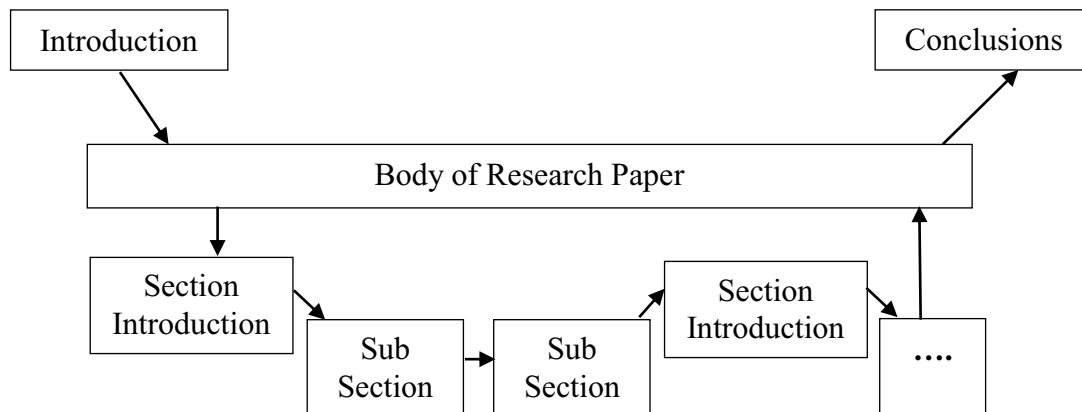 Introduction
Conclusions
Body of Research Paper
Section
Introduction
Sub
Section
Sub
Section
Section
Introduction
....